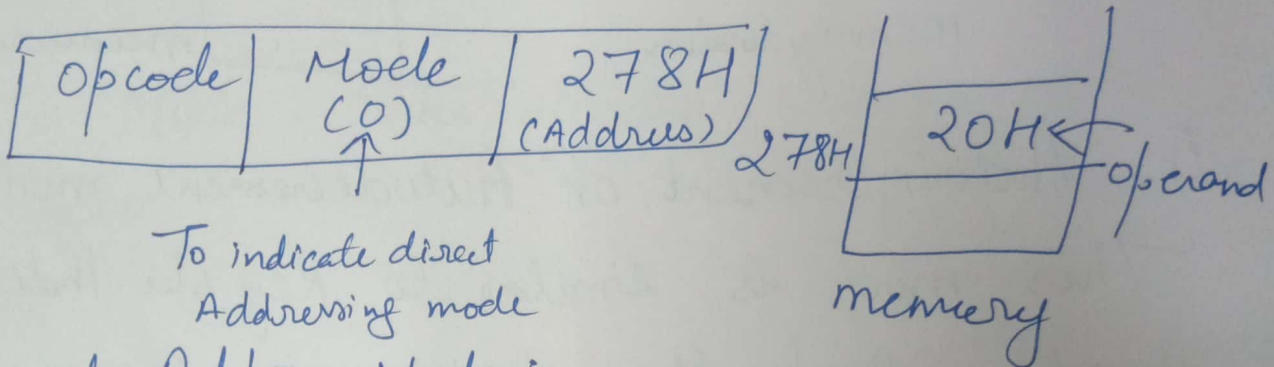 Opcode Mode 278H
(0) (Address)
278H 20H
operand
To indicate direct
Addressing mode
memory